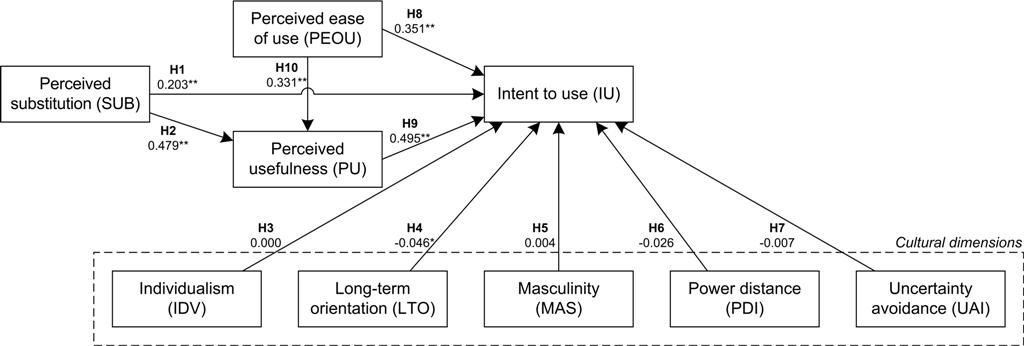 Perceived ease
of use (PEOU)
H8
0.351**
Perceived
substitution (SUB)
H1
0.203**
H10
0.331**
Intent to use (IU)
H2
0.479**
Perceived
usefulness (PU)
H9
0.495**
H3
0.000
H4
-0.046*
H5
0.004
H6
-0.026
H7
-0.007
Cultural dimensions
Individualism
(IDV)
Long-term
orientation (LTO)
Masculinity
(MAS)
Power distance
(PDI)
Uncertainty
avoidance (UAI)